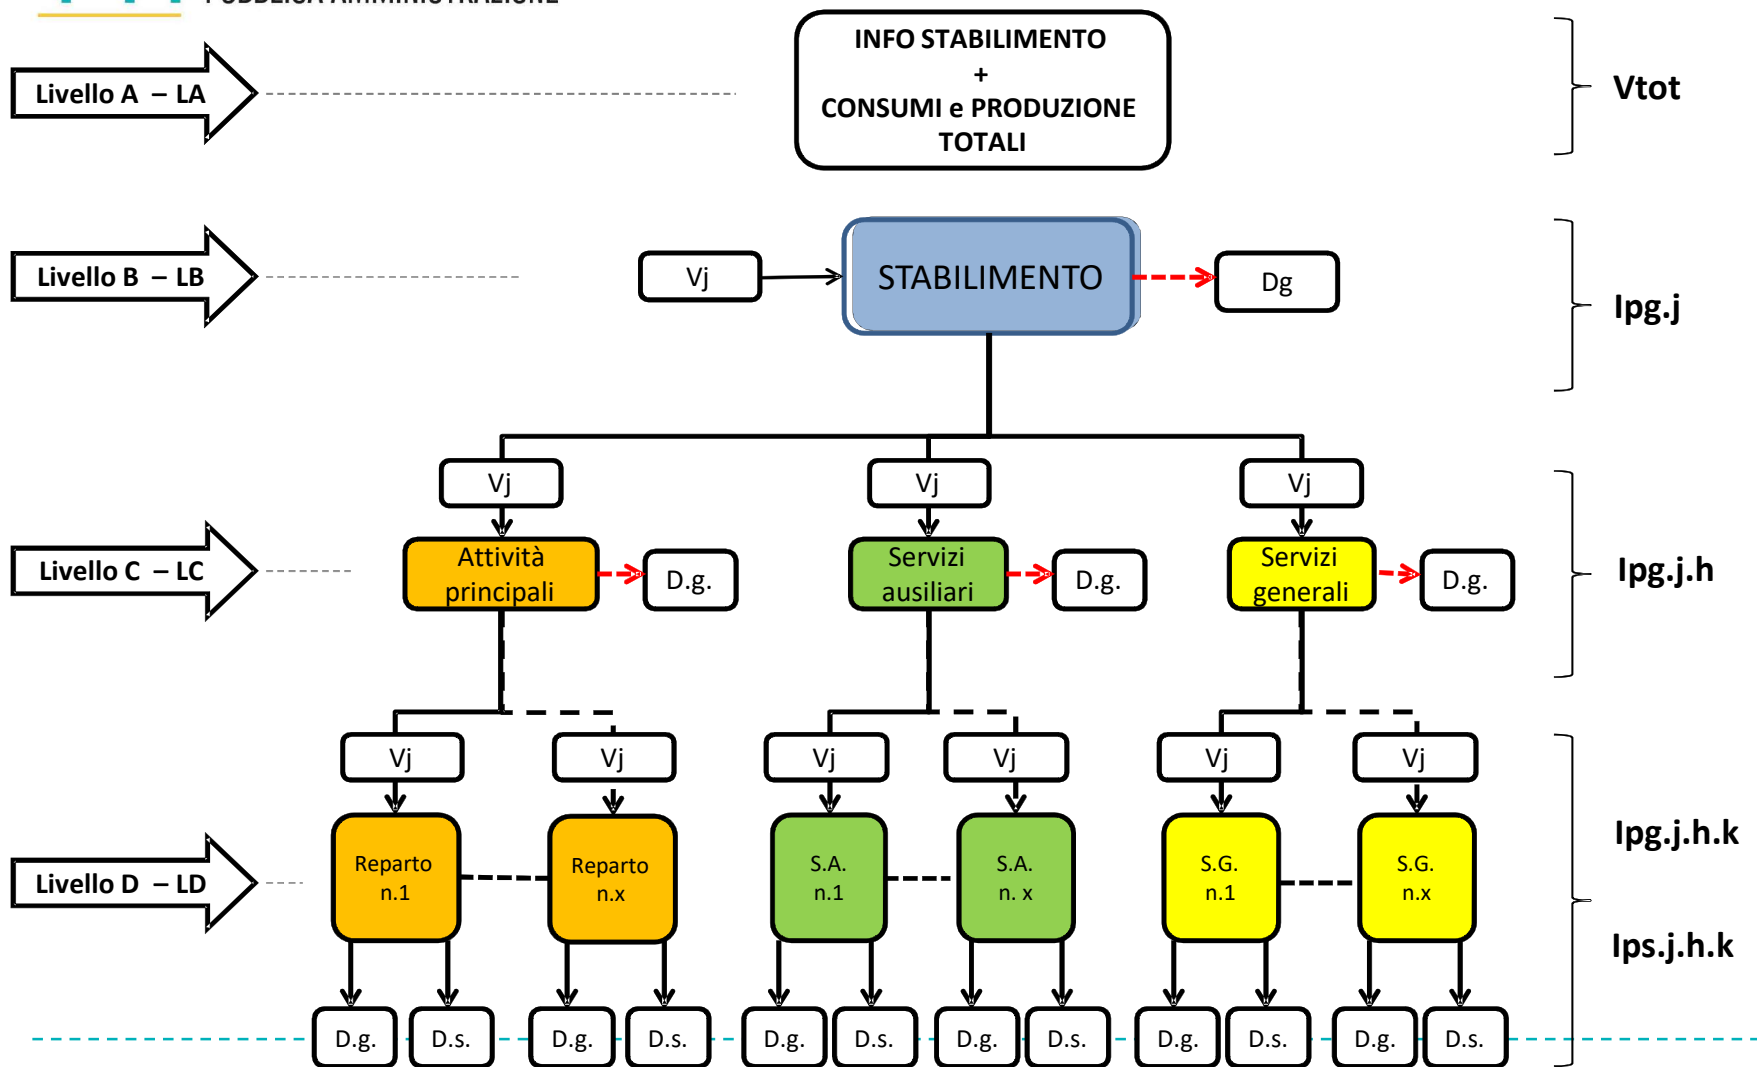 PUBBLICA AMMINISTRAZIONE
INFO STABILIMENTO
+
CONSUMI e PRODUZIONE
TOTALI
Livello A – LA
Vtot
Livello B – LB
Vj
STABILIMENTO
Dg
Ipg.j
Vj
Vj
Vj
Livello C – LC
Attività
principali
D.g.
Servizi
ausiliari
D.g.
Servizi
generali
D.g.
Ipg.j.h
Vj
Vj
Vj
Vj
Vj
Vj
Livello D – LD
Reparto
n.1
Reparto
n.x
S.A.
n.1
S.A.
n. x
S.G.
n.1
S.G.
n.x
Ipg.j.h.k
Ips.j.h.k
D.g.
D.s.
D.g.
D.s.
D.g.
D.s.
D.g.
D.s.
D.g.
D.s.
D.g.
D.s.